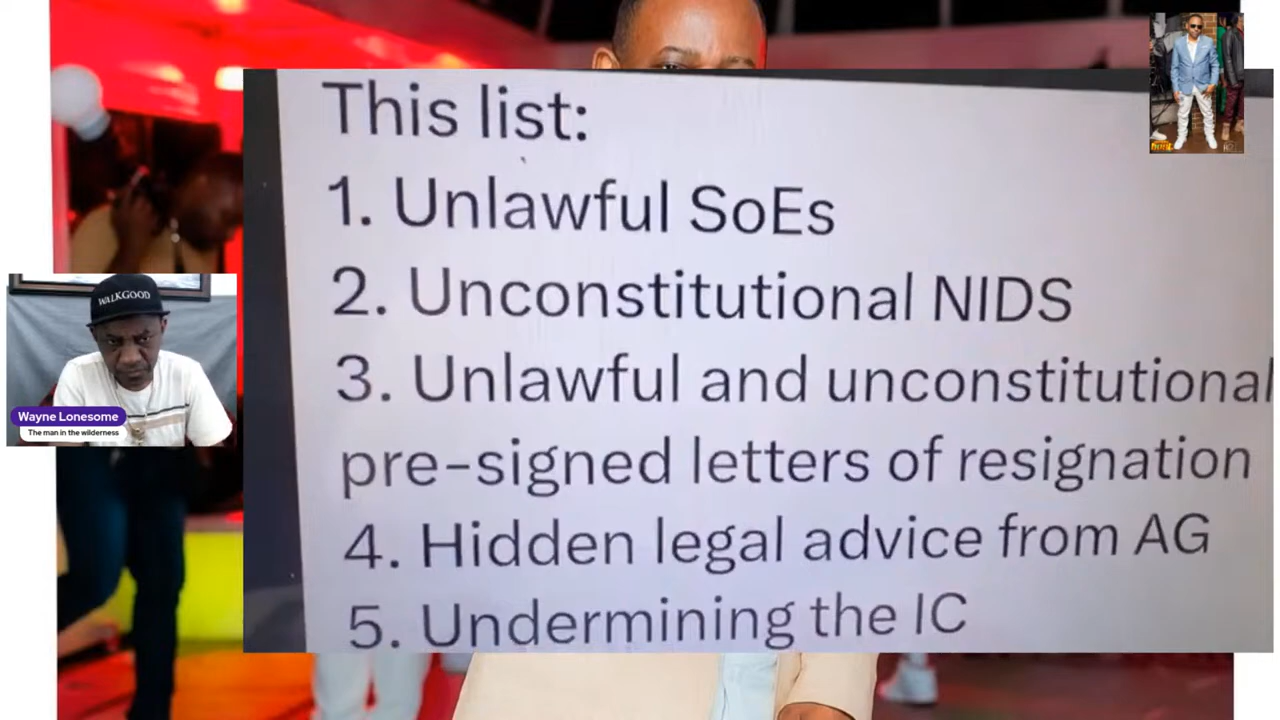 This list:
1. Unlawful SoEs
2. Unconstitutional NIDS
3. Unlawful and unconstitutional
pre-signed letters of resignation
4. Hidden legal advice from AG
5. Undermining the IC
WALKGOOD
Wayne Lonesome
The man in the wilderness